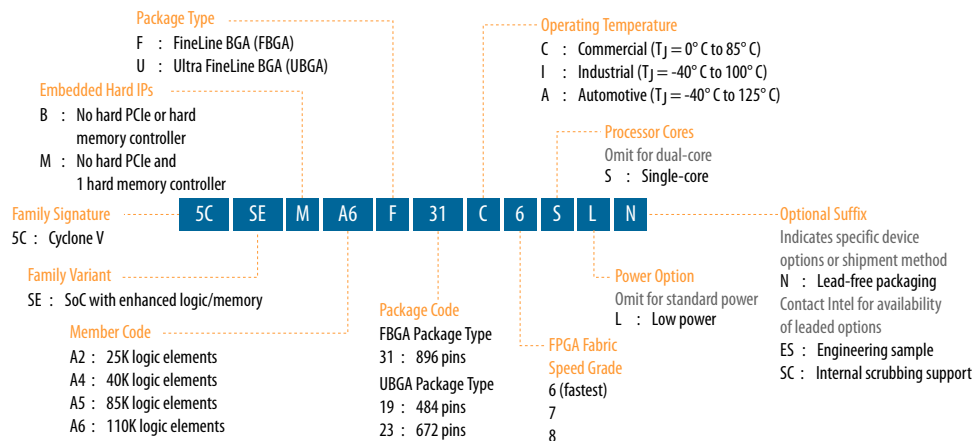 Package Type
F : FineLine BGA (FBGA)
U : Ultra FineLine BGA (UBGA)
Operating Temperature
C : Commercial (TJ = 0° C to 85° C)
I : Industrial (TJ = -40° C to 100° C)
A : Automotive (TJ = -40° C to 125° C)
Embedded Hard IPs
B : No hard PCIe or hard
memory controller
M : No hard PCIe and
1 hard memory controller
Processor Cores
Omit for dual-core
S : Single-core
5C SE M A6 F 31 C 6 S L N
Family Signature
5C : Cyclone V
Family Variant
SE : SoC with enhanced logic/memory
Member Code
A2 : 25K logic elements
A4 : 40K logic elements
A5 : 85K logic elements
A6 : 110K logic elements
Package Code
FBGA Package Type
31 : 896 pins
UBGA Package Type
19 : 484 pins
23 : 672 pins
FPGA Fabric
Speed Grade
6 (fastest)
7
8
Power Option
Omit for standard power
L : Low power
Optional Suffix
Indicates specific device
options or shipment method
N : Lead-free packaging
Contact Intel for availability
of leaded options
ES : Engineering sample
SC : Internal scrubbing support